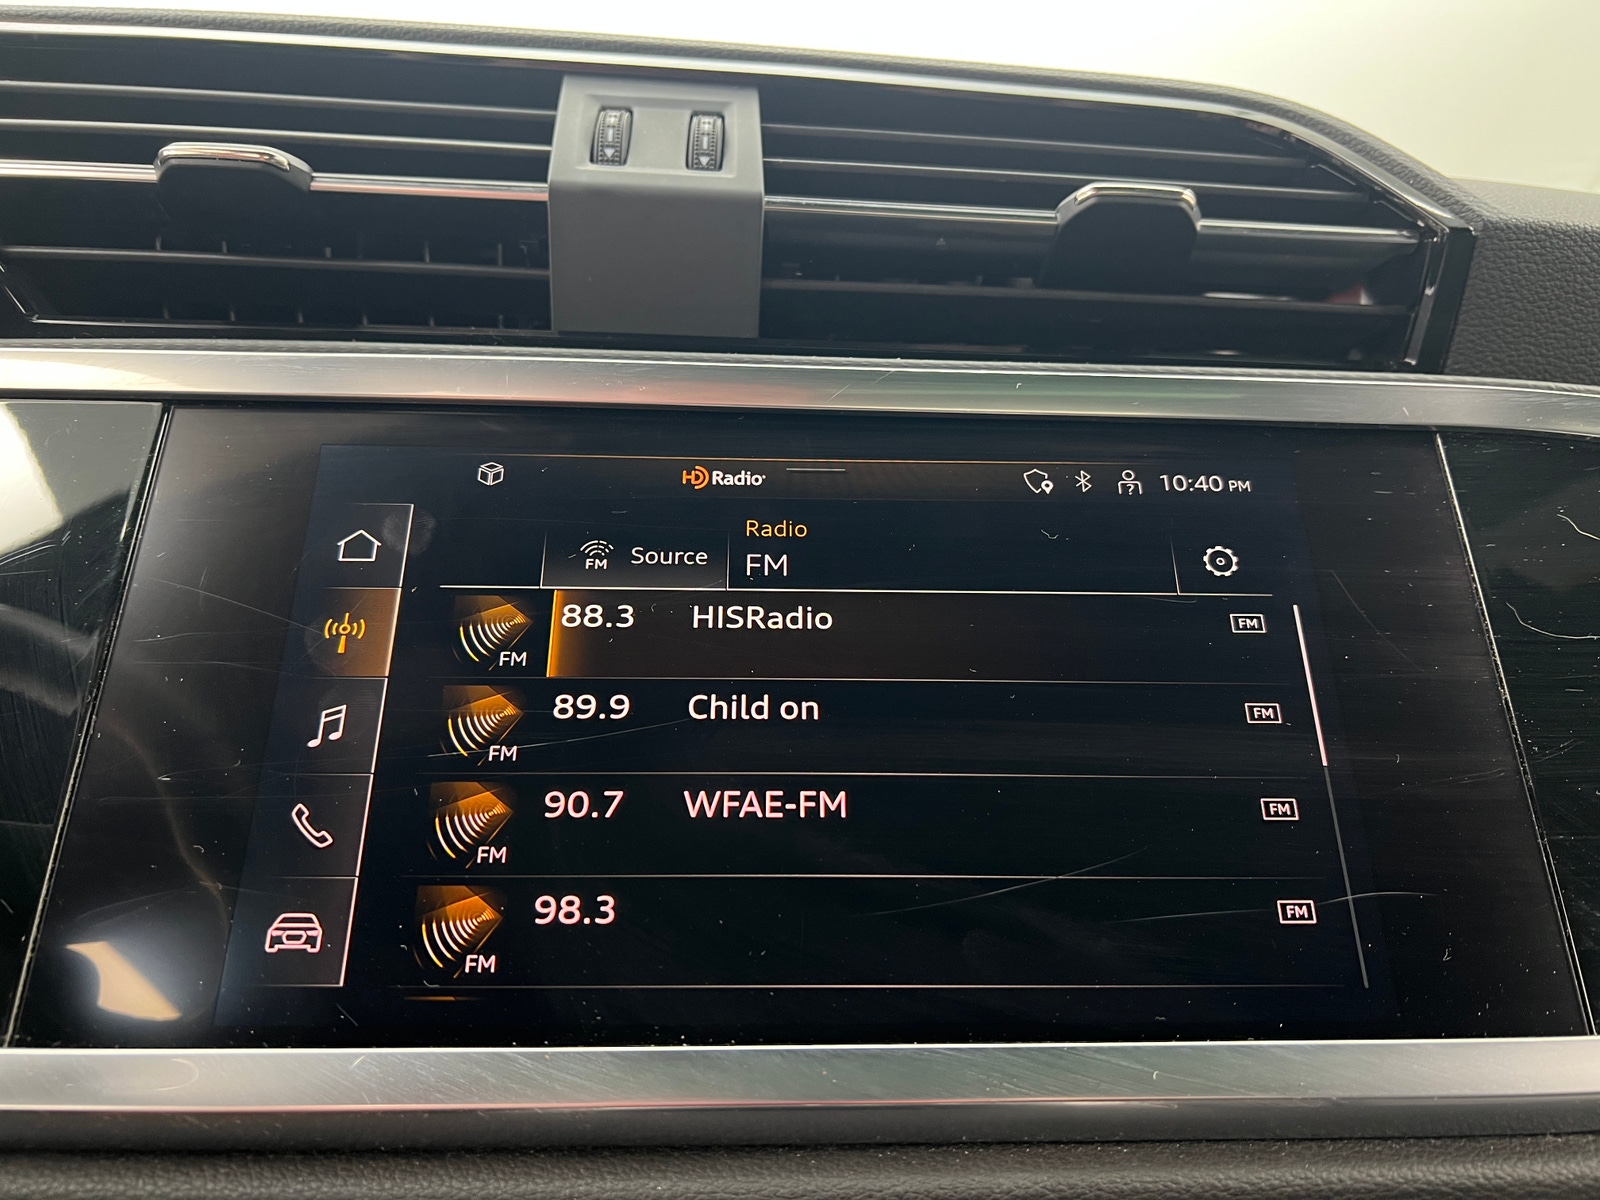 HD Radio
10:40 PM
FM Source
Radio
FM
88.3 HISRadio FM
FM
89.9 Child on FM
FM
90.7 WFAE-FM FM
FM
98.3 FM
FM